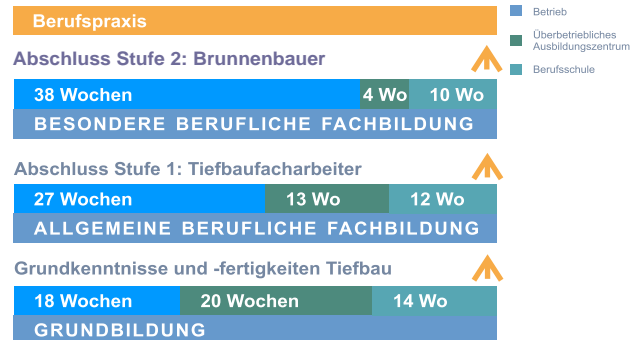 Berufspraxis
Abschluss Stufe 2: Brunnenbauer
38 Wochen 4 Wo 10 Wo
BESONDERE BERUFLICHE FACHBILDUNG
Abschluss Stufe 1: Tiefbaufacharbeiter
27 Wochen 13 Wo 12 Wo
ALLGEMEINE BERUFLICHE FACHBILDUNG
Grundkenntnisse und -fertigkeiten Tiefbau
18 Wochen 20 Wochen 14 Wo
GRUNDBILDUNG
Betrieb
Überbetriebliches
Ausbildungszentrum
Berufsschule